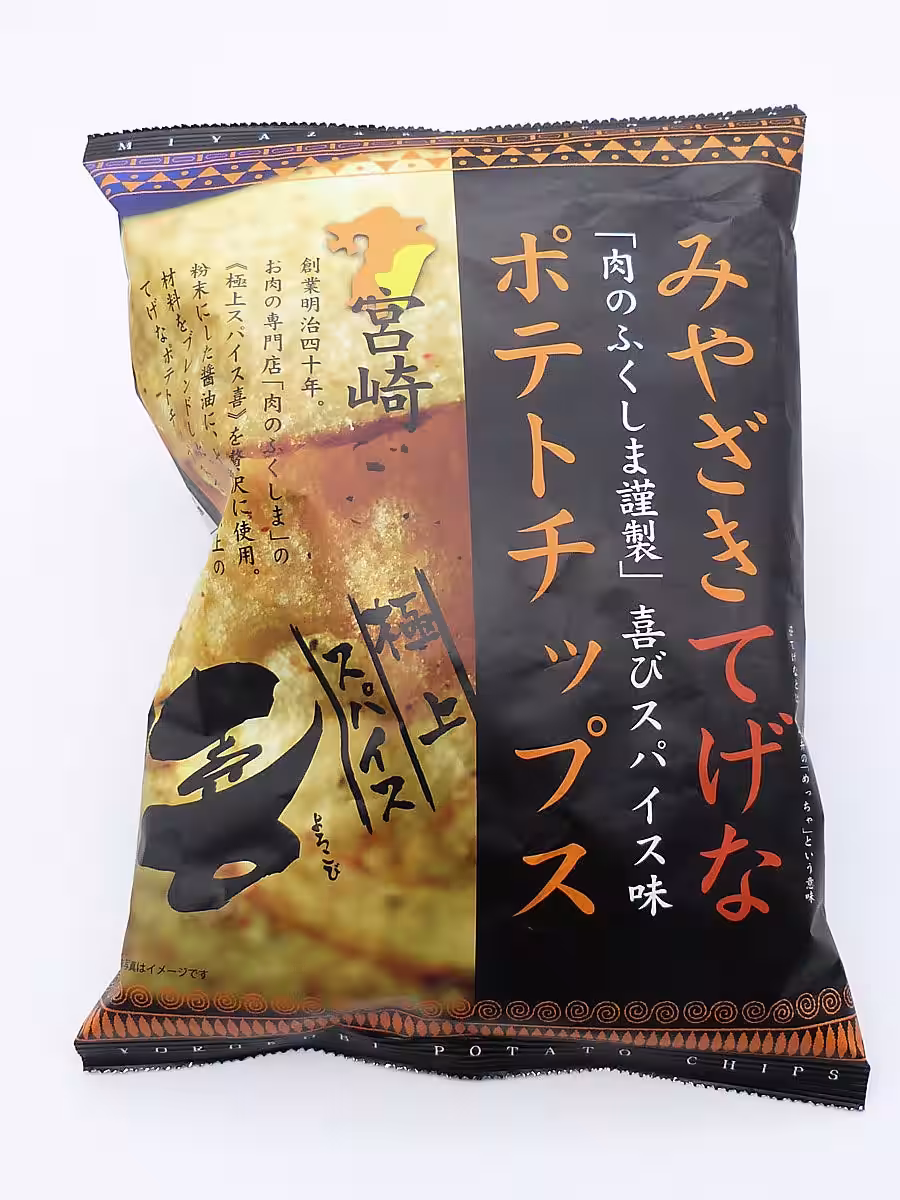 みやざきてげな
「肉のふくしま謹製」喜びスパイス味
ポテトチップス
の「めっちゃ」という意味
宮崎
創業明治四十年。
お肉の専門店「肉のふくしま」の
《極上スパイス喜》を贅沢に使用。
粉末にした醤油に、
上の
材料をブレンドし
てげなポテトチ
極上
スパイス
喜
よろこび
写真はイメージです
YOROKOBI POTATO CHIPS